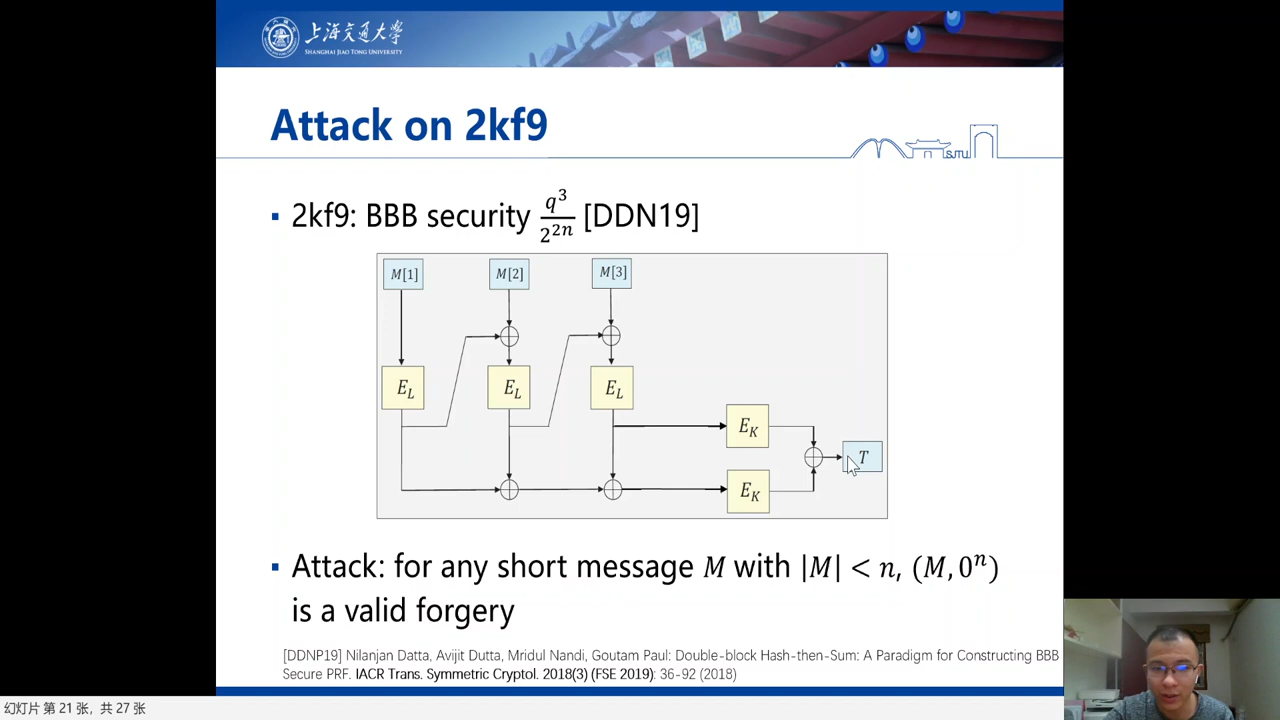 上海交通大学
SHANGHAI JIAO TONG UNIVERSITY
Attack on 2kf9
SJTU
▪ 2kf9: BBB security q³/2²ⁿ [DDN19]
M[1] M[2] M[3]
E_L E_L E_L
E_K
T
E_K
▪ Attack: for any short message M with |M| < n, (M, 0ⁿ)
is a valid forgery
[DDNP19] Nilanjan Datta, Avijit Dutta, Mridul Nandi, Goutam Paul: Double-block Hash-then-Sum: A Paradigm for Constructing BBB
Secure PRF. IACR Trans. Symmetric Cryptol. 2018(3) (FSE 2019): 36-92 (2018)
幻灯片 第 21 张，共 27 张